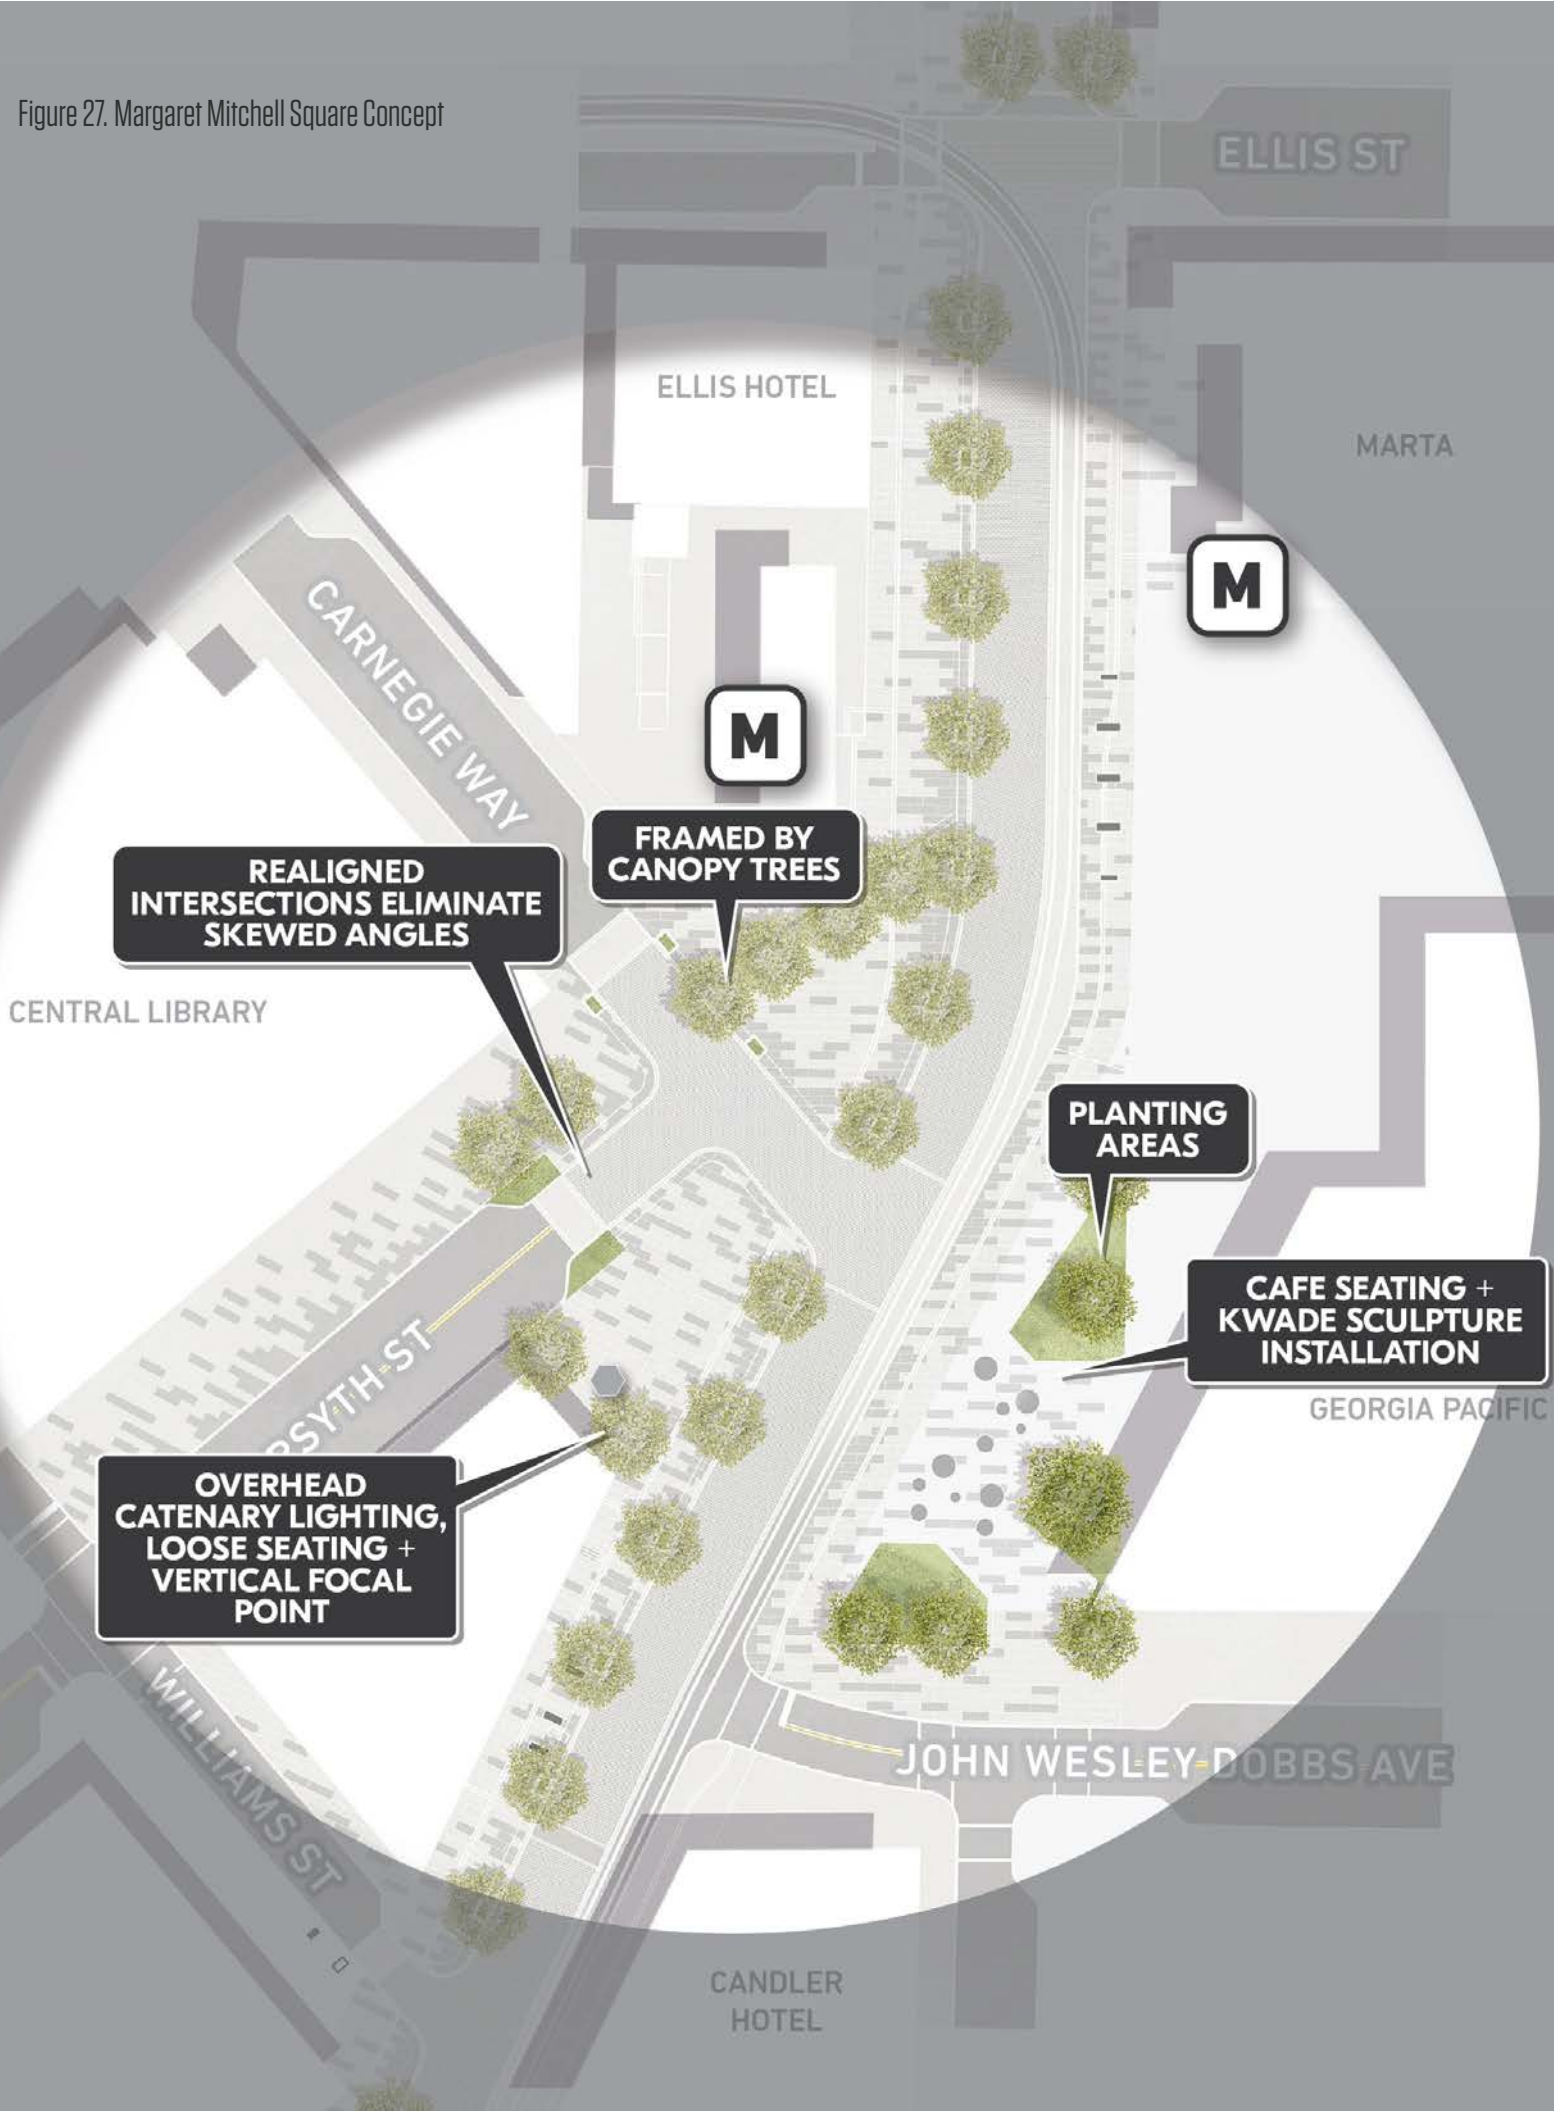 Figure 27. Margaret Mitchell Square Concept
ELLIS ST
ELLIS HOTEL
MARTA
M
CARNEGIE WAY
M
FRAMED BY
CANOPY TREES
REALIGNED
INTERSECTIONS ELIMINATE
SKEWED ANGLES
CENTRAL LIBRARY
PLANTING
AREAS
CAFE SEATING +
KWADE SCULPTURE
INSTALLATION
GEORGIA PACIFIC
RSYTH ST
OVERHEAD
CATENARY LIGHTING,
LOOSE SEATING +
VERTICAL FOCAL
POINT
WILLIAMS ST
JOHN WESLEY DOBBS AVE
CANDLER
HOTEL